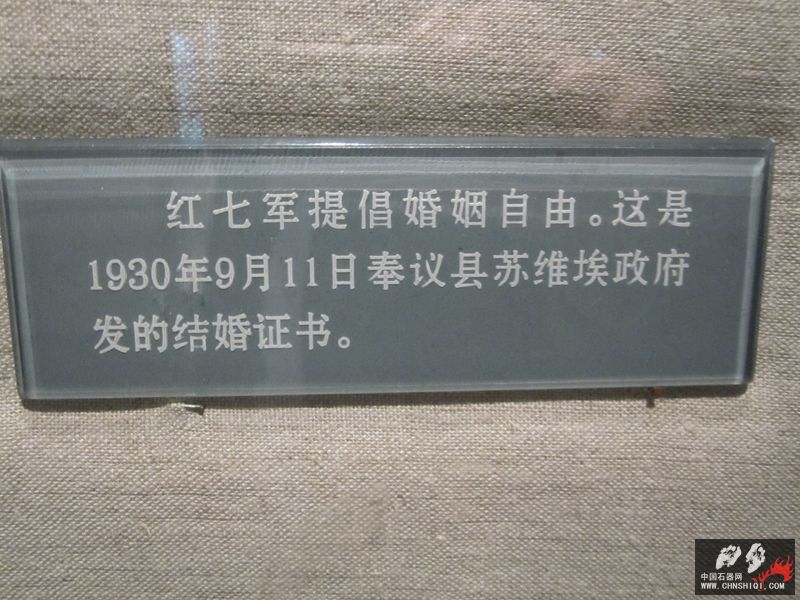 红七军提倡婚姻自由。这是
1930年9月11日奉议县苏维埃政府
发的结婚证书。
中国石器网
WWW.CHNSHIQI.COM